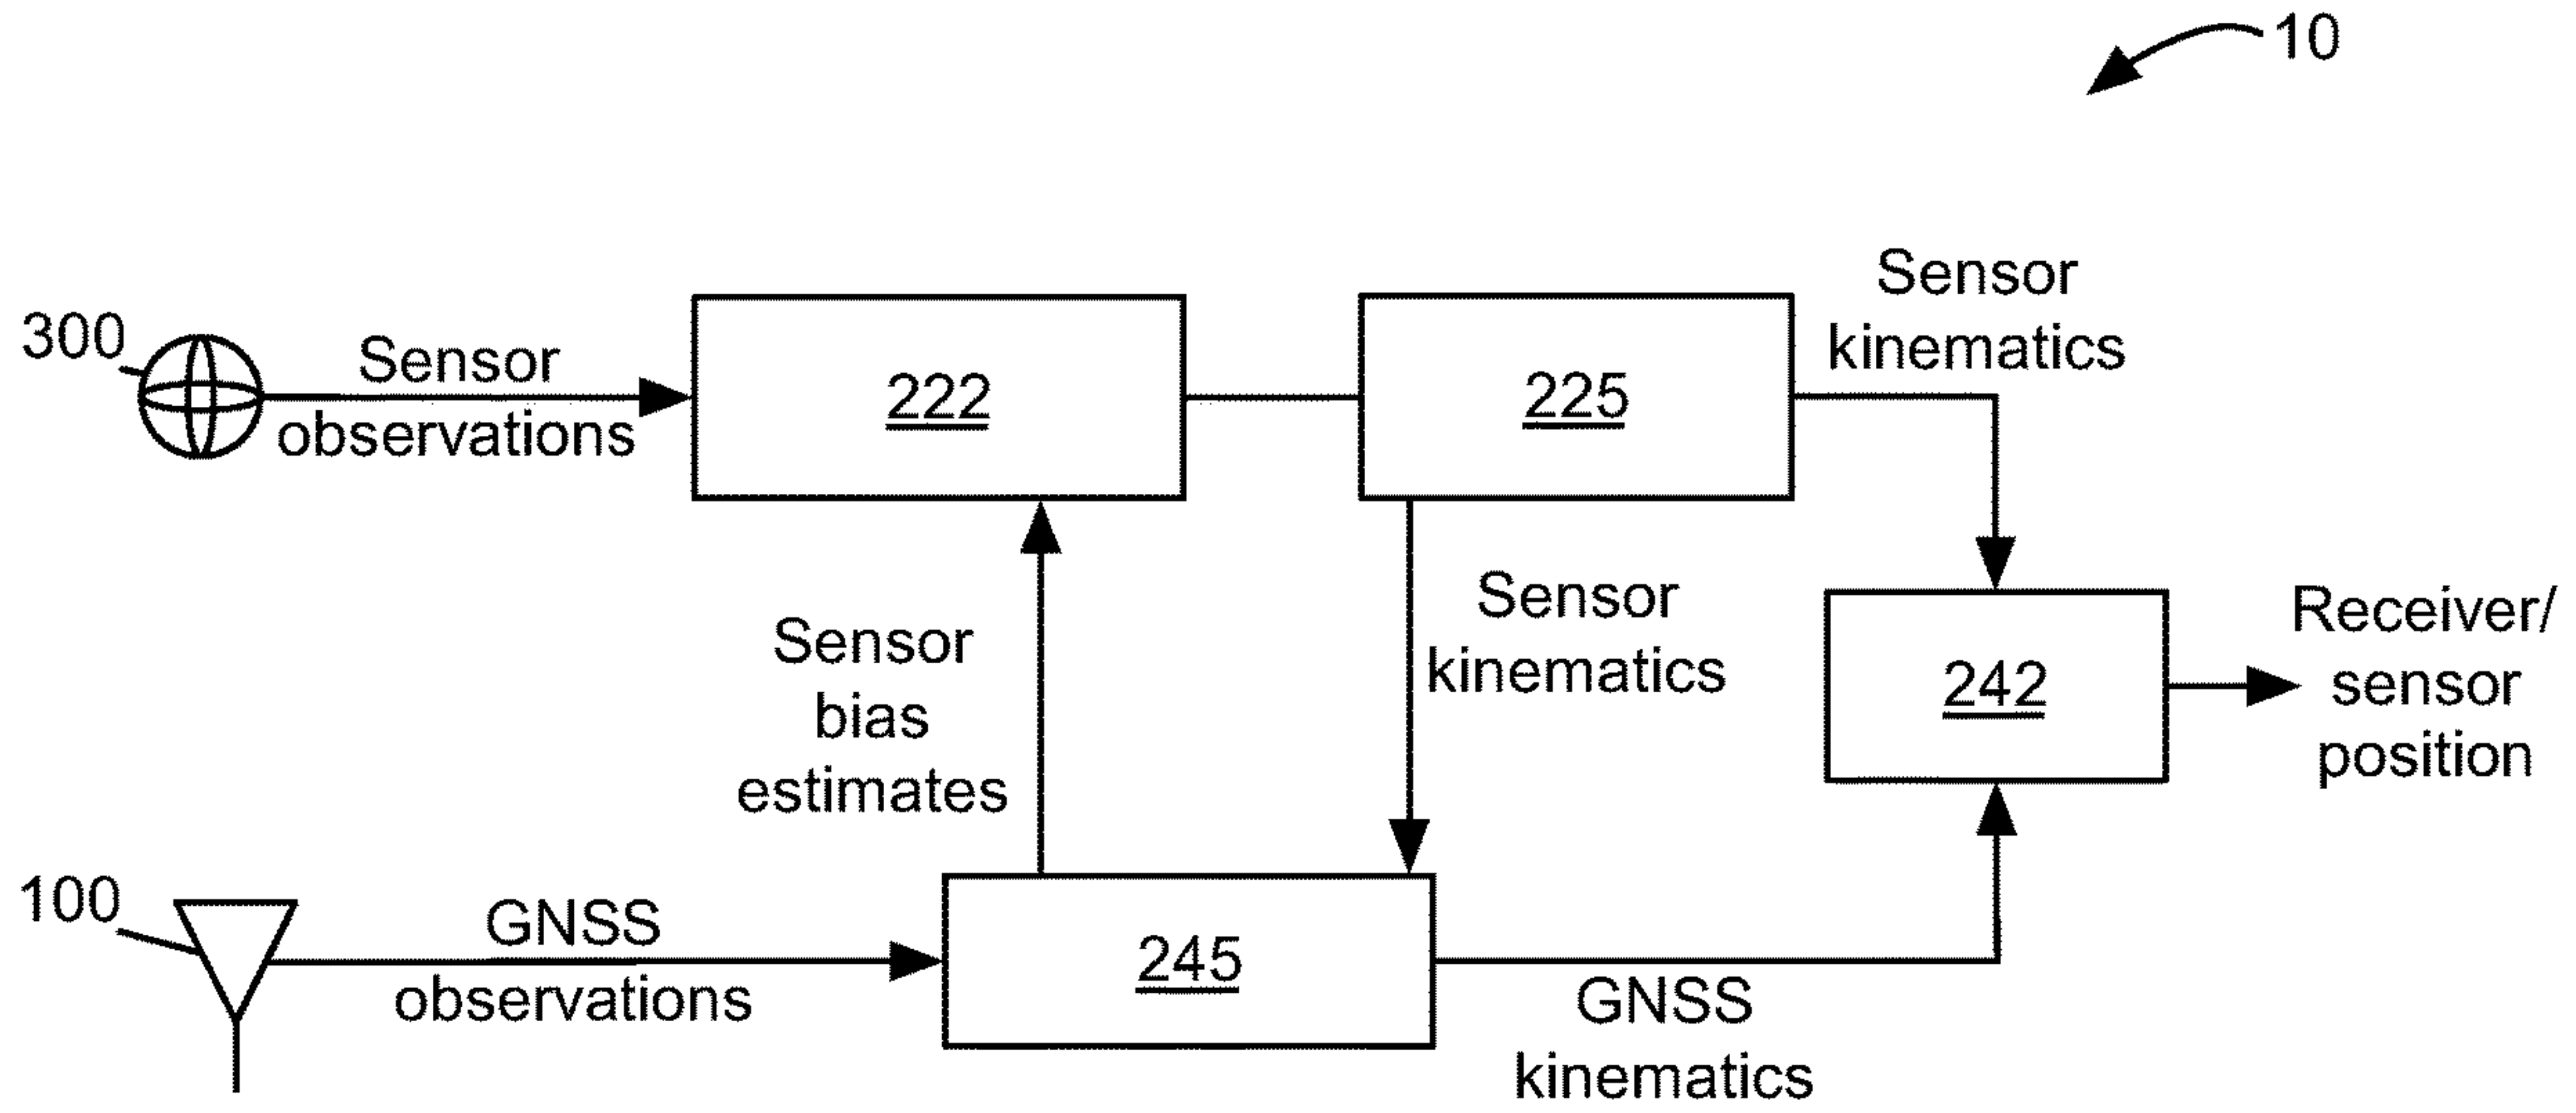 10
300
Sensor
observations
222
225
Sensor
kinematics
Sensor
bias
estimates
Sensor
kinematics
242
Receiver/
sensor
position
100
GNSS
observations
245
GNSS
kinematics